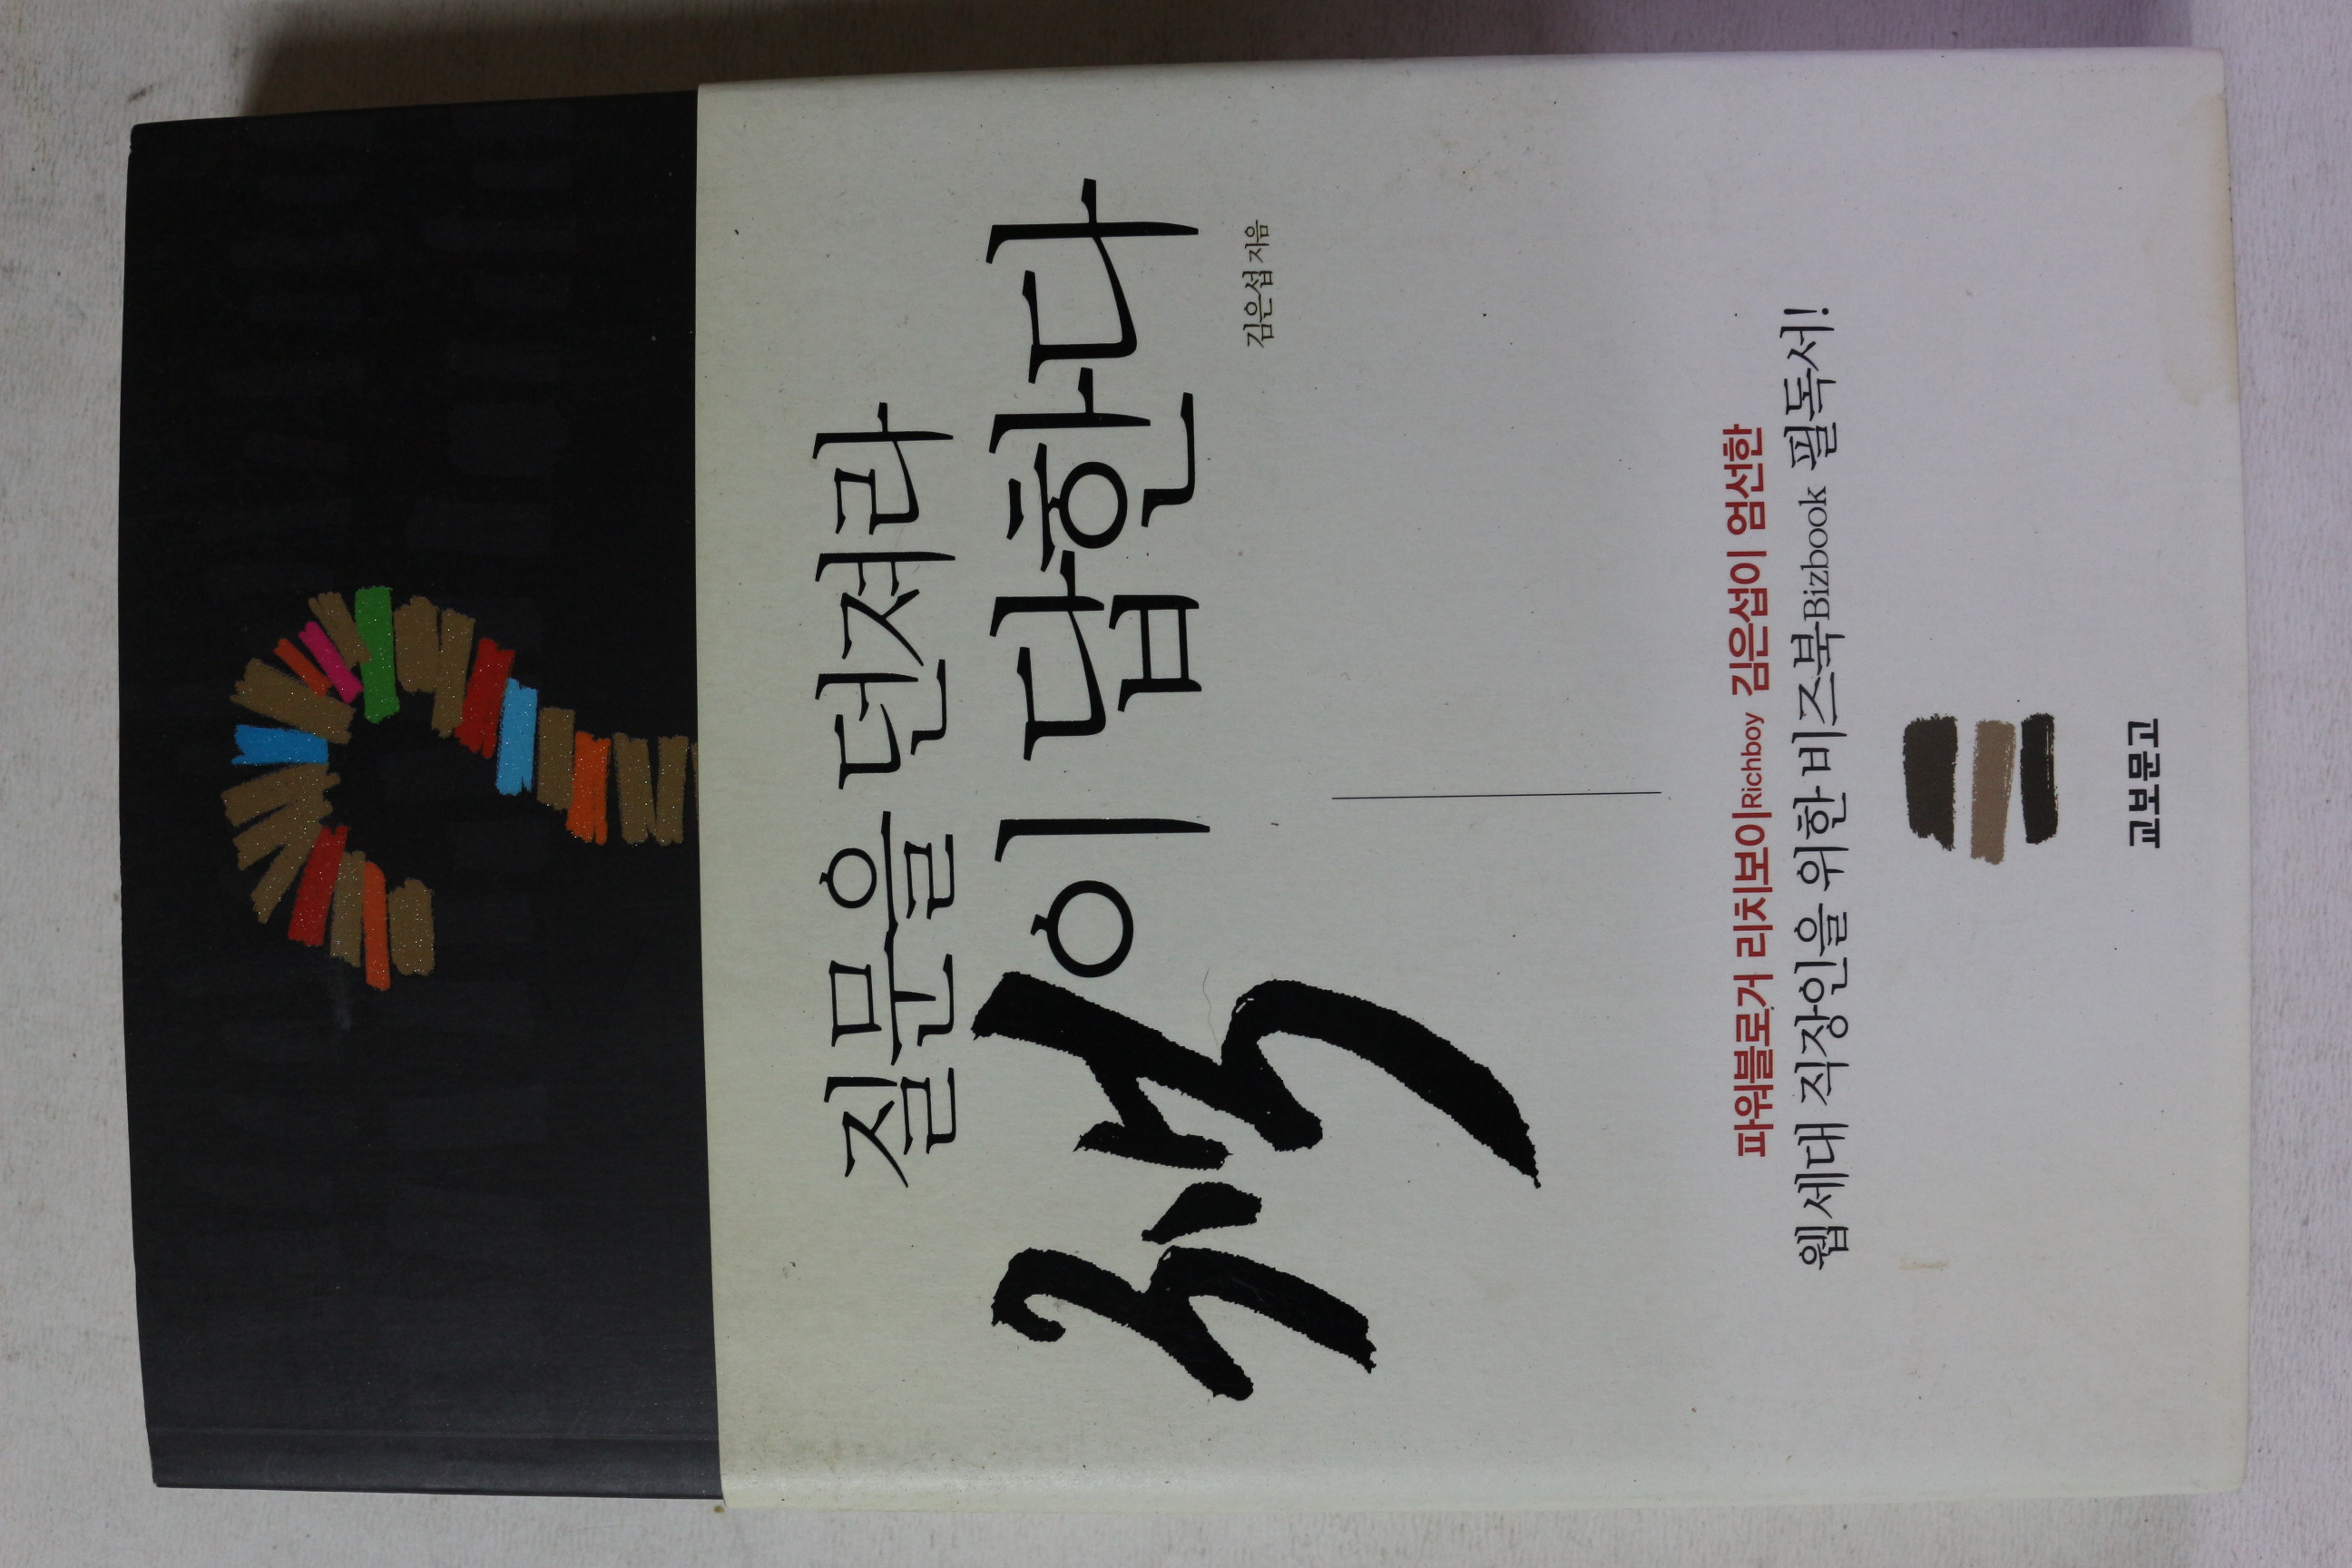 질문을 던져라
책이 답한다
김은섭 지음
파워블로거 리치보이Richboy 김은섭이 엄선한
웹세대 직장인을 위한 비즈북Bizbook 필독서!
교보문고